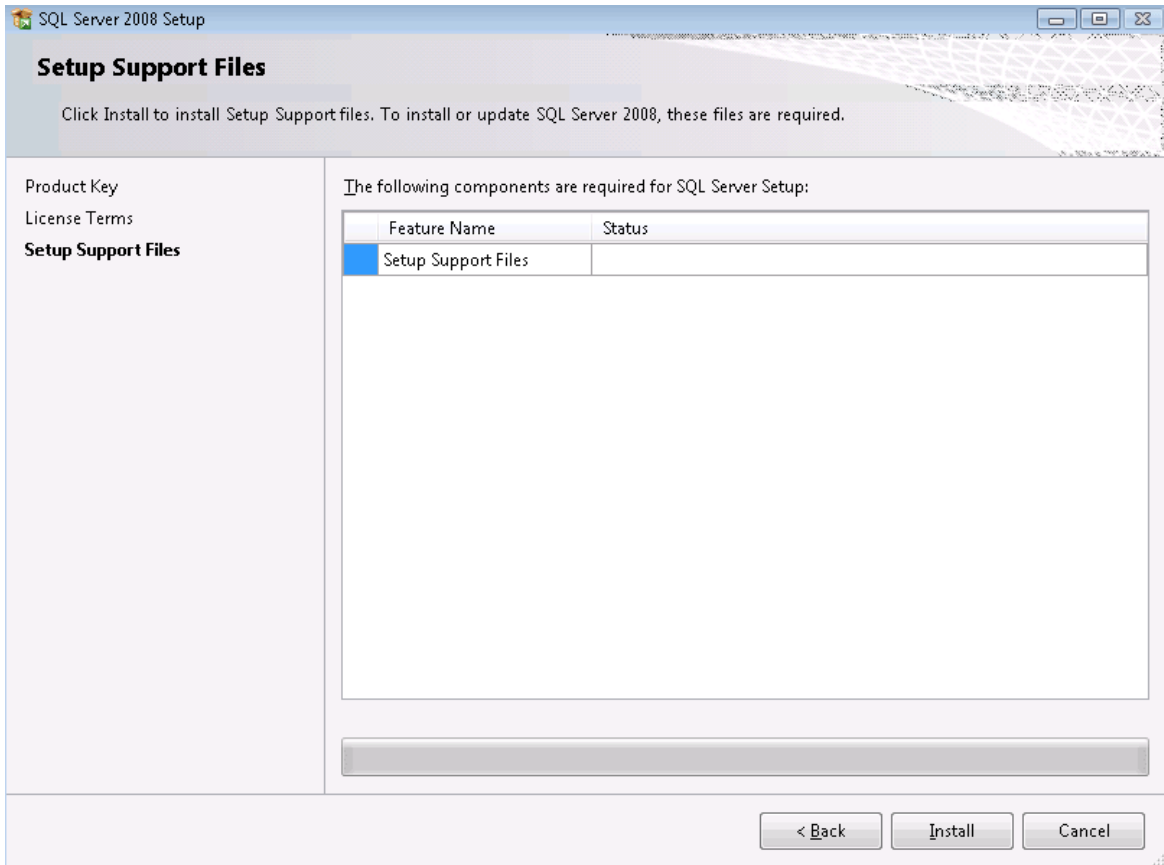 SQL Server 2008 Setup
Setup Support Files
Click Install to install Setup Support files. To install or update SQL Server 2008, these files are required.
Product Key
License Terms
Setup Support Files
The following components are required for SQL Server Setup:
Feature Name Status
Setup Support Files
< Back Install Cancel